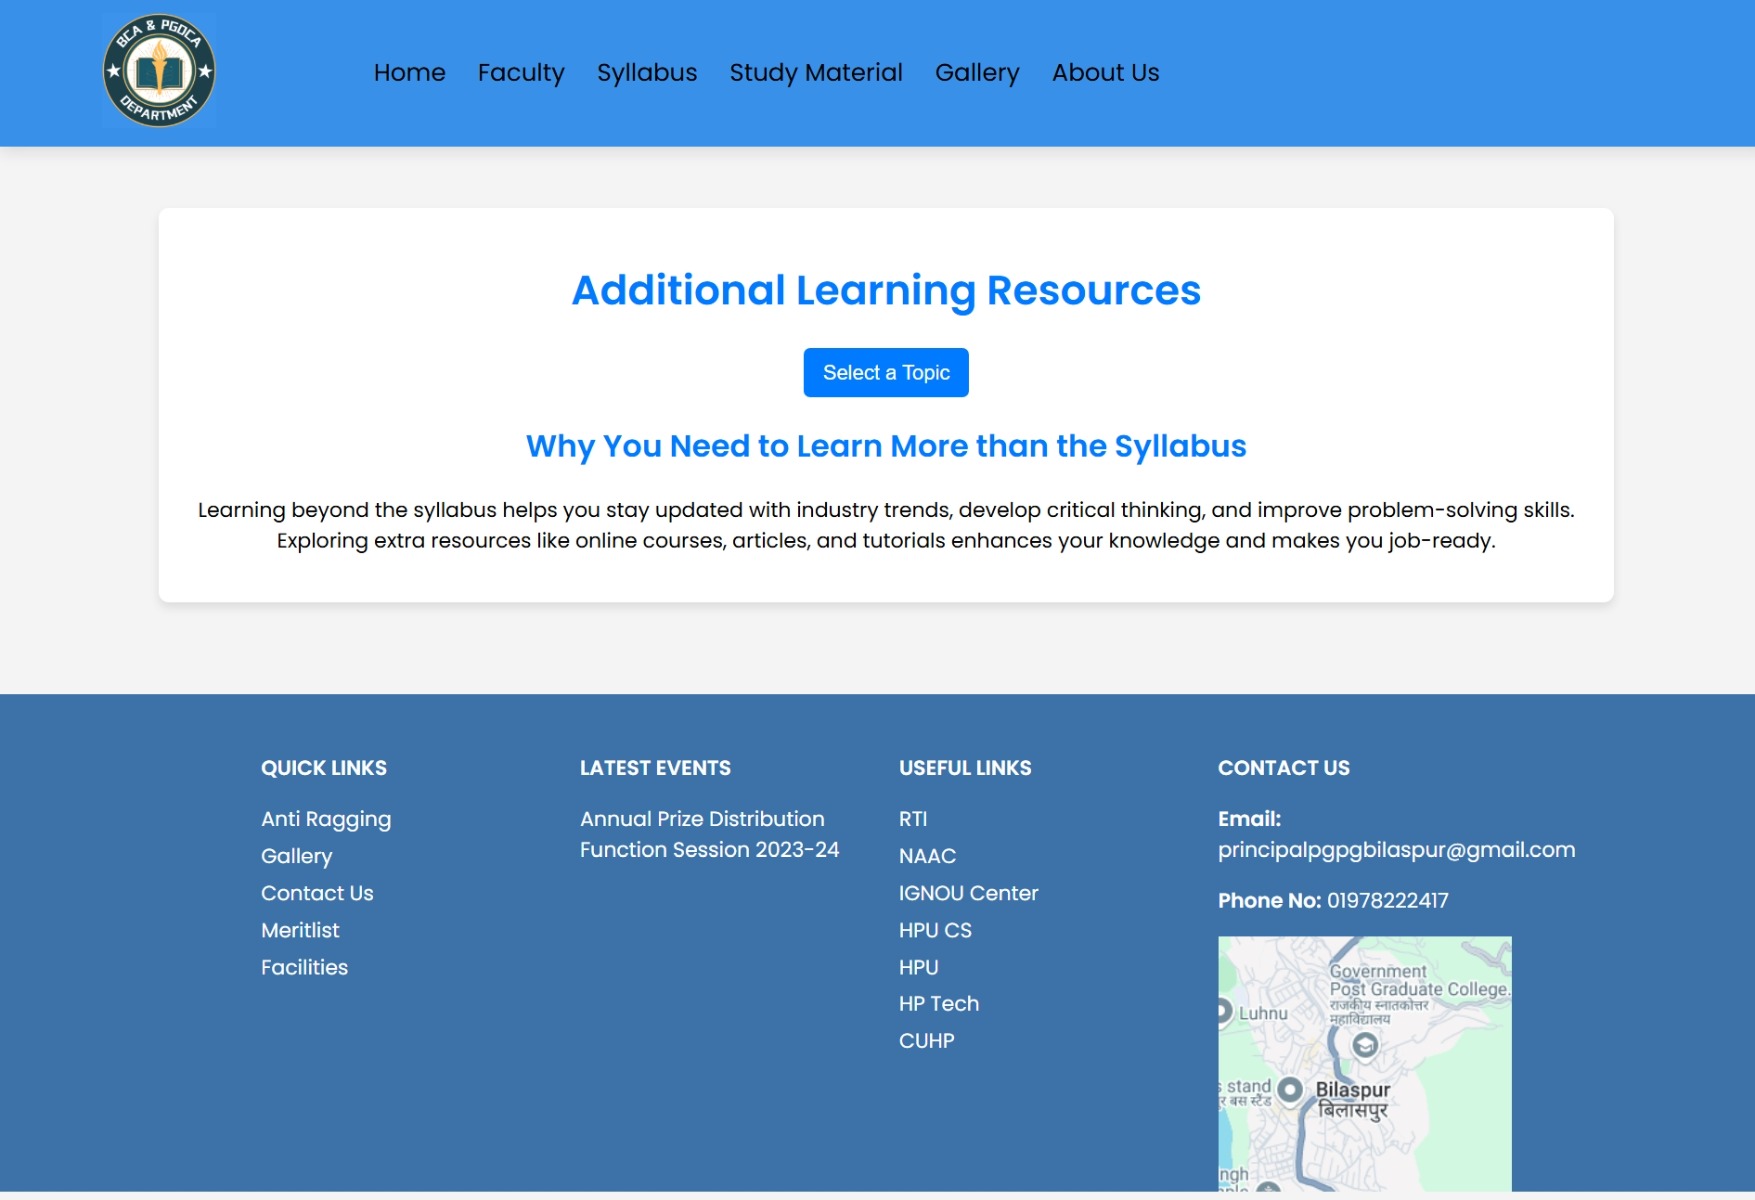 BCA & PGDCA
DEPARTMENT
Home Faculty Syllabus Study Material Gallery About Us
Additional Learning Resources
Select a Topic
Why You Need to Learn More than the Syllabus
Learning beyond the syllabus helps you stay updated with industry trends, develop critical thinking, and improve problem-solving skills.
Exploring extra resources like online courses, articles, and tutorials enhances your knowledge and makes you job-ready.
QUICK LINKS
Anti Ragging
Gallery
Contact Us
Meritlist
Facilities
LATEST EVENTS
Annual Prize Distribution
Function Session 2023-24
USEFUL LINKS
RTI
NAAC
IGNOU Center
HPU CS
HPU
HP Tech
CUHP
CONTACT US
Email:
principalpgpgbilaspur@gmail.com
Phone No: 01978222417
Government
Post Graduate College.
राजकीय स्नातकोत्तर
महाविद्यालय
Luhnu
stand
बस स्टैंड
Bilaspur
बिलासपुर